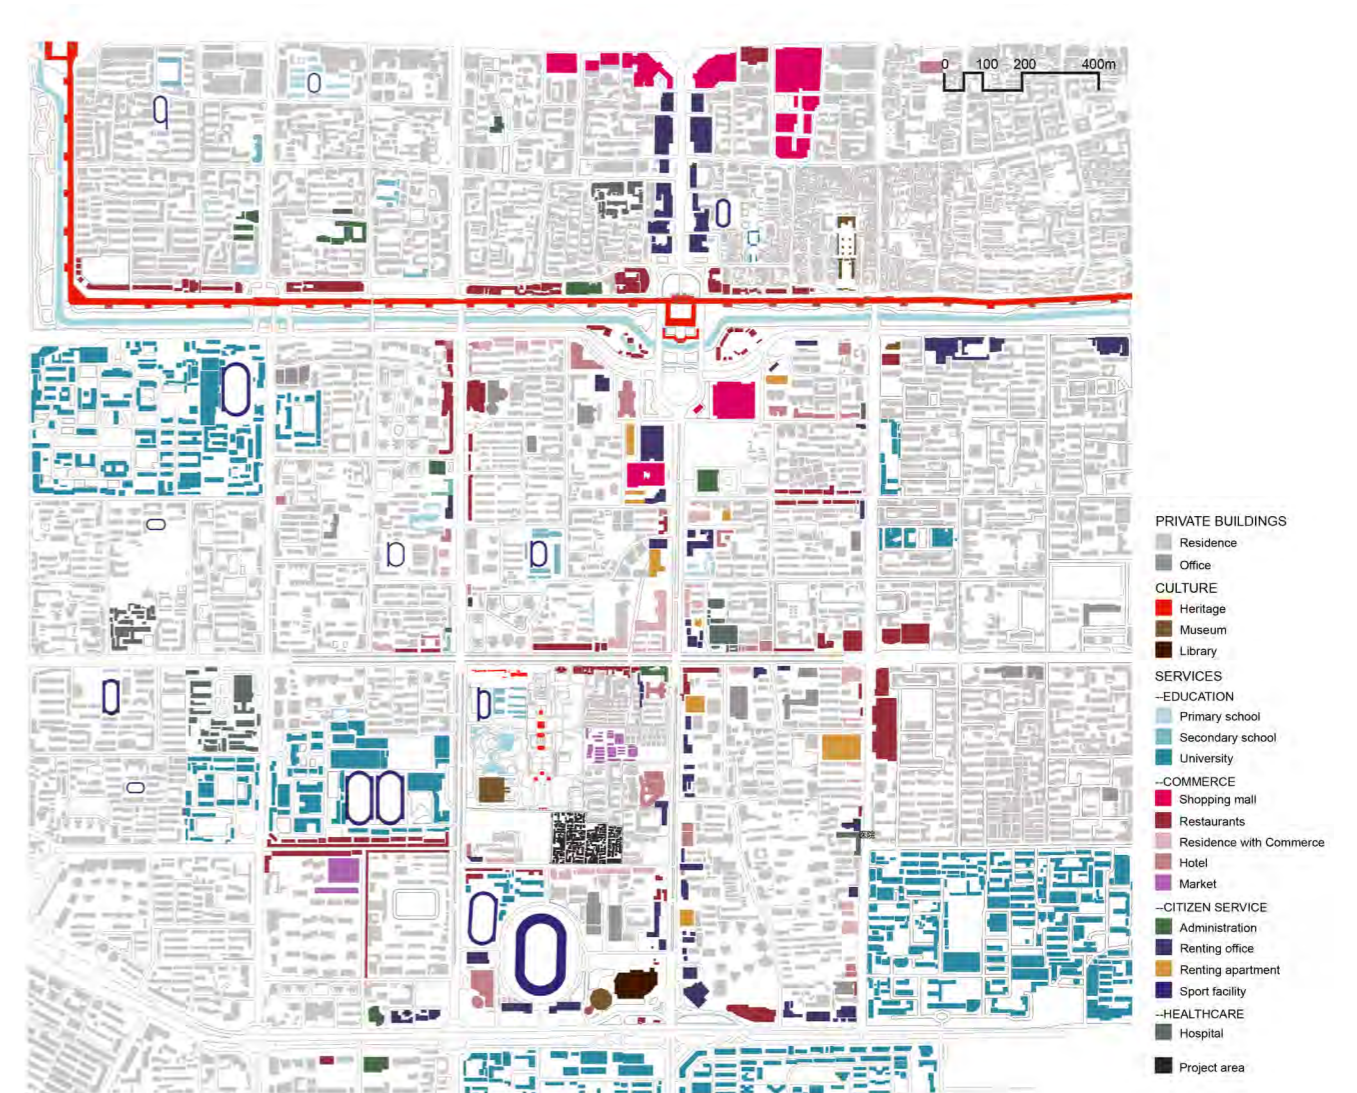 0 100 200 400m
PRIVATE BUILDINGS
Residence
Office
CULTURE
Heritage
Museum
Library
SERVICES
--EDUCATION
Primary school
Secondary school
University
--COMMERCE
Shopping mall
Restaurants
Residence with Commerce
Hotel
Market
--CITIZEN SERVICE
Administration
Renting office
Renting apartment
Sport facility
--HEALTHCARE
Hospital
Project area